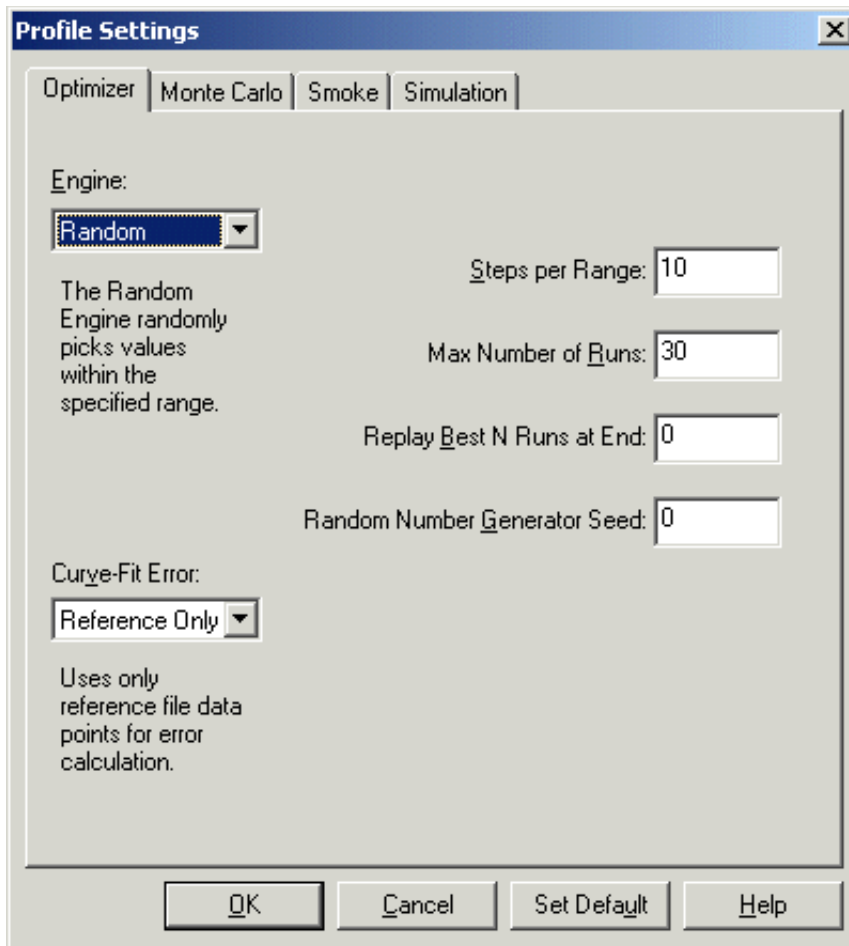 Profile Settings
Optimizer Monte Carlo Smoke Simulation
Engine:
Random
The Random
Engine randomly
picks values
within the
specified range.
Steps per Range: 10
Max Number of Runs: 30
Replay Best N Runs at End: 0
Random Number Generator Seed: 0
Curve-Fit Error:
Reference Only
Uses only
reference file data
points for error
calculation.
OK Cancel Set Default Help